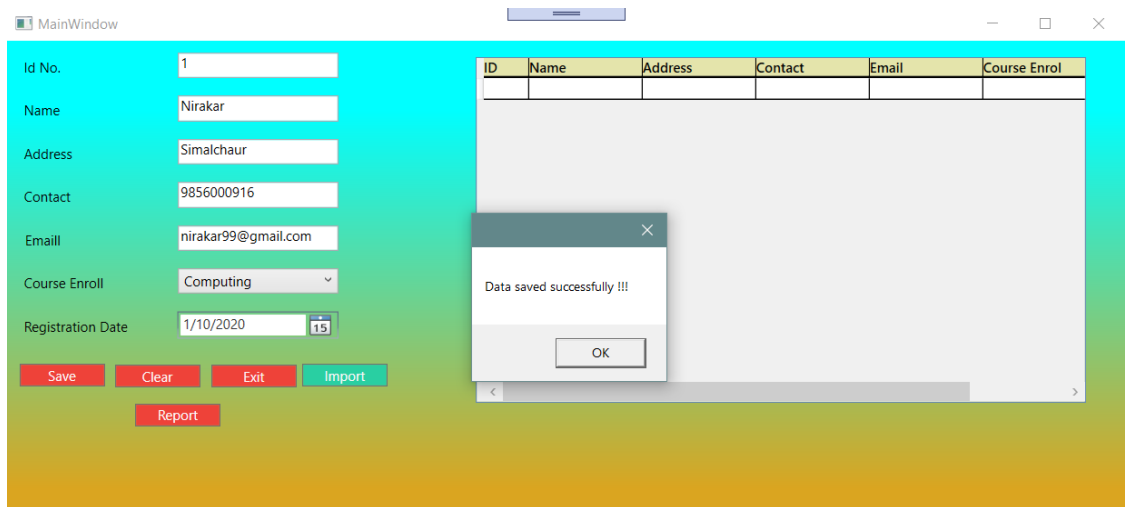 MainWindow
Id No. 1
Name Nirakar
Address Simalchaur
Contact 9856000916
Emaill nirakar99@gmail.com
Course Enroll Computing
Registration Date 1/10/2020 15
Save Clear Exit Import
Report
ID Name Address Contact Email Course Enrol
Data saved successfully !!!
OK